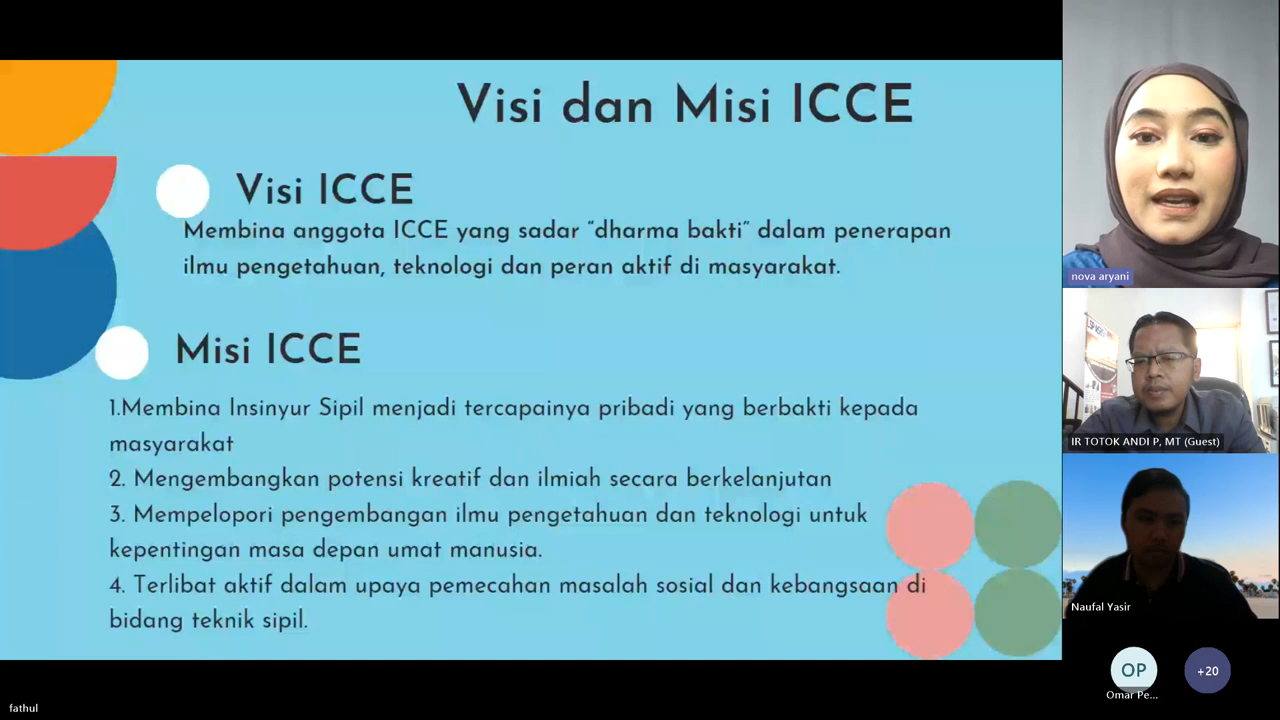 Visi dan Misi ICCE
Visi ICCE
Membina anggota ICCE yang sadar “dharma bakti” dalam penerapan
ilmu pengetahuan, teknologi dan peran aktif di masyarakat.
Misi ICCE
1.Membina Insinyur Sipil menjadi tercapainya pribadi yang berbakti kepada
masyarakat
2. Mengembangkan potensi kreatif dan ilmiah secara berkelanjutan
3. Mempelopori pengembangan ilmu pengetahuan dan teknologi untuk
kepentingan masa depan umat manusia.
4. Terlibat aktif dalam upaya pemecahan masalah sosial dan kebangsaan di
bidang teknik sipil.
nova aryani
IR TOTOK ANDI P, MT (Guest)
Naufal Yasir
OP
+20
Omar Pe...
fathul